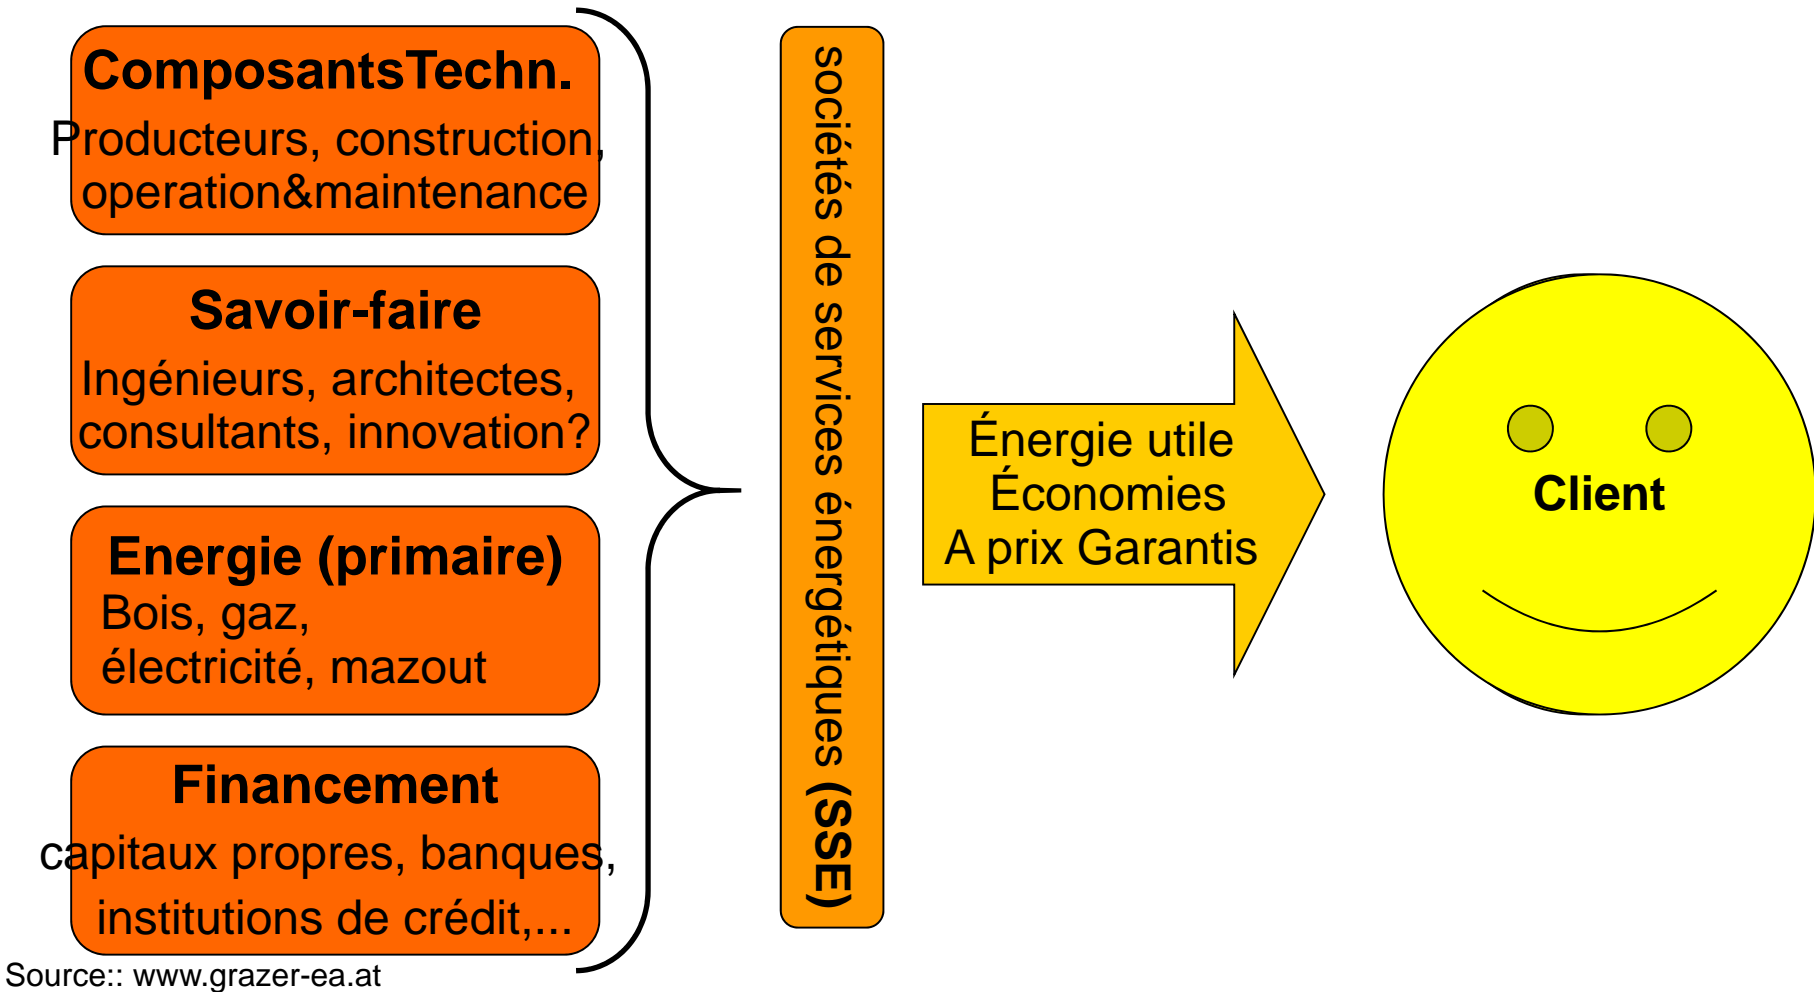 ComposantsTechn.
Producteurs, construction,
operation&maintenance
Savoir-faire
Ingénieurs, architectes,
consultants, innovation?
Energie (primaire)
Bois, gaz,
électricité, mazout
Financement
capitaux propres, banques,
institutions de crédit,...
Source:: www.grazer-ea.at
sociétés de services énergétiques (SSE)
Énergie utile
Économies
A prix Garantis
Client